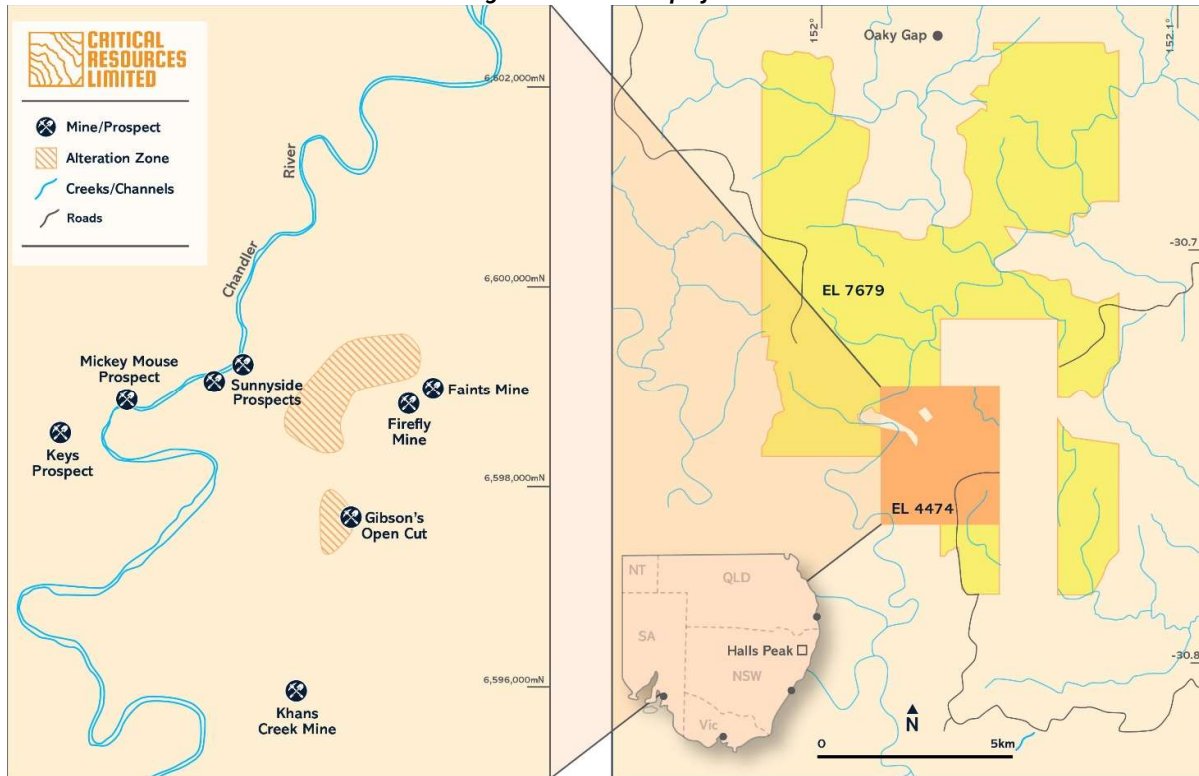 CRITICAL
RESOURCES
LIMITED
Mine/Prospect
Alteration Zone
Creeks/Channels
Roads
River
Chandler
6,602,000mN
6,600,000mN
6,598,000mN
6,596,000mN
Mickey Mouse
Prospect
Sunnyside
Prospects
Faints Mine
Firefly
Mine
Keys
Prospect
Gibson's
Open Cut
Khans
Creek Mine
152°
152.1°
Oaky Gap
-30.7
EL 7679
EL 4474
-30.8
NT
QLD
SA
Halls Peak
NSW
Vic
N
0
5km